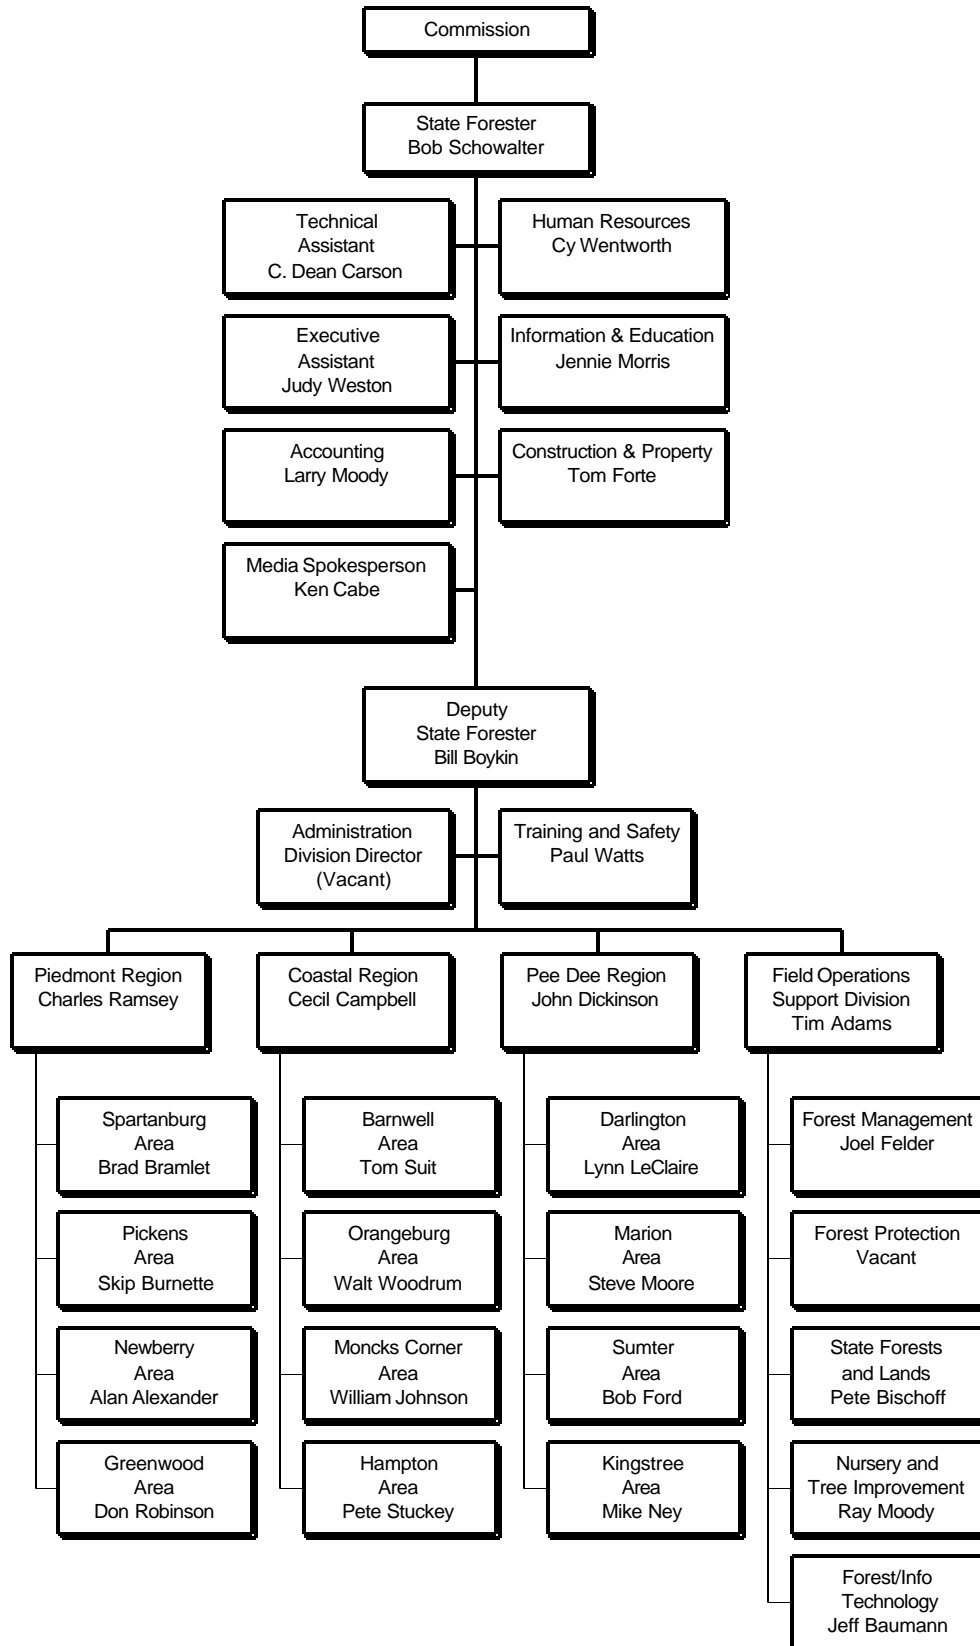 Commission
State Forester
Bob Schowalter
Technical
Assistant
C. Dean Carson
Human Resources
Cy Wentworth
Executive
Assistant
Judy Weston
Information & Education
Jennie Morris
Accounting
Larry Moody
Construction & Property
Tom Forte
Media Spokesperson
Ken Cabe
Deputy
State Forester
Bill Boykin
Administration
Division Director
(Vacant)
Training and Safety
Paul Watts
Piedmont Region
Charles Ramsey
Coastal Region
Cecil Campbell
Pee Dee Region
John Dickinson
Field Operations
Support Division
Tim Adams
Spartanburg
Area
Brad Bramlet
Pickens
Area
Skip Burnette
Newberry
Area
Alan Alexander
Greenwood
Area
Don Robinson
Barnwell
Area
Tom Suit
Orangeburg
Area
Walt Woodrum
Moncks Corner
Area
William Johnson
Hampton
Area
Pete Stuckey
Darlington
Area
Lynn LeClaire
Marion
Area
Steve Moore
Sumter
Area
Bob Ford
Kingstree
Area
Mike Ney
Forest Management
Joel Felder
Forest Protection
Vacant
State Forests
and Lands
Pete Bischoff
Nursery and
Tree Improvement
Ray Moody
Forest/Info
Technology
Jeff Baumann